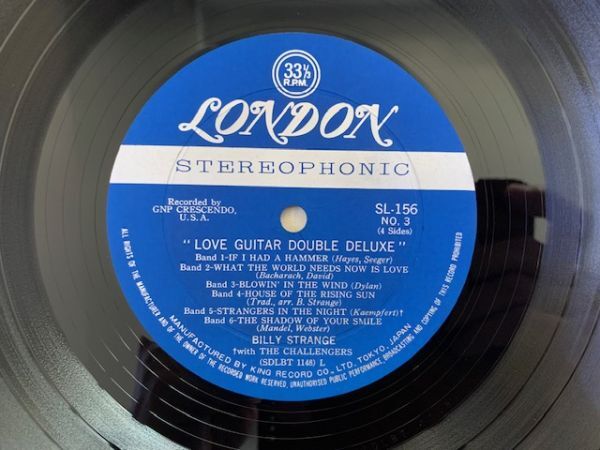 33⅓
R.P.M.
LONDON
STEREOPHONIC
Recorded by
GNP CRESCENDO,
U.S.A.
SL-156
NO. 3
(4 Sides)
"LOVE GUITAR DOUBLE DELUXE"
Band 1-IF I HAD A HAMMER (Hayes, Seeger)
Band 2-WHAT THE WORLD NEEDS NOW IS LOVE
(Bacharach, David)
Band 3-BLOWIN' IN THE WIND (Dylan)
Band 4-HOUSE OF THE RISING SUN
(Trad., arr. B. Strange)
Band 5-STRANGERS IN THE NIGHT (Kaempfert)†
Band 6-THE SHADOW OF YOUR SMILE
(Mandel, Webster)
BILLY STRANGE
†with THE CHALLENGERS
(SDLBT 1148) L
MANUFACTURED BY KING RECORD CO., LTD. TOKYO, JAPAN
ALL RIGHTS OF THE MANUFACTURER AND OF THE OWNER OF THE RECORDED WORK RESERVED, UNAUTHORISED PUBLIC PERFORMANCE, BROADCASTING AND COPYING OF THIS RECORD PROHIBITED